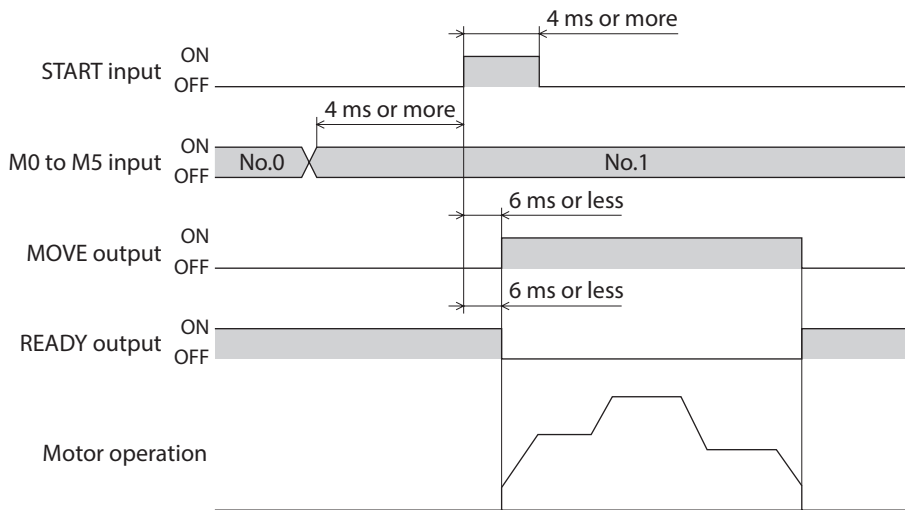 4 ms or more
START input
ON
OFF
4 ms or more
M0 to M5 input
ON
OFF
No.0
No.1
6 ms or less
MOVE output
ON
OFF
6 ms or less
READY output
ON
OFF
Motor operation